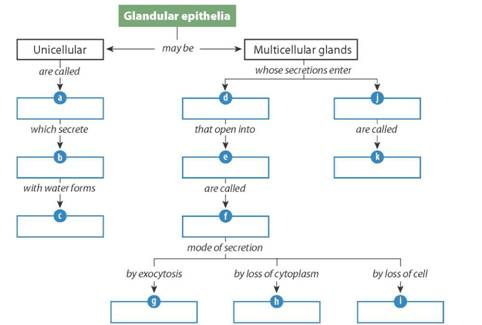 Glandular epithelia
Unicellular
may be
Multicellular glands
are called
whose secretions enter
a
d
j
which secrete
that open into
are called
b
e
k
with water forms
are called
c
f
mode of secretion
by exocytosis
by loss of cytoplasm
by loss of cell
g
h
i